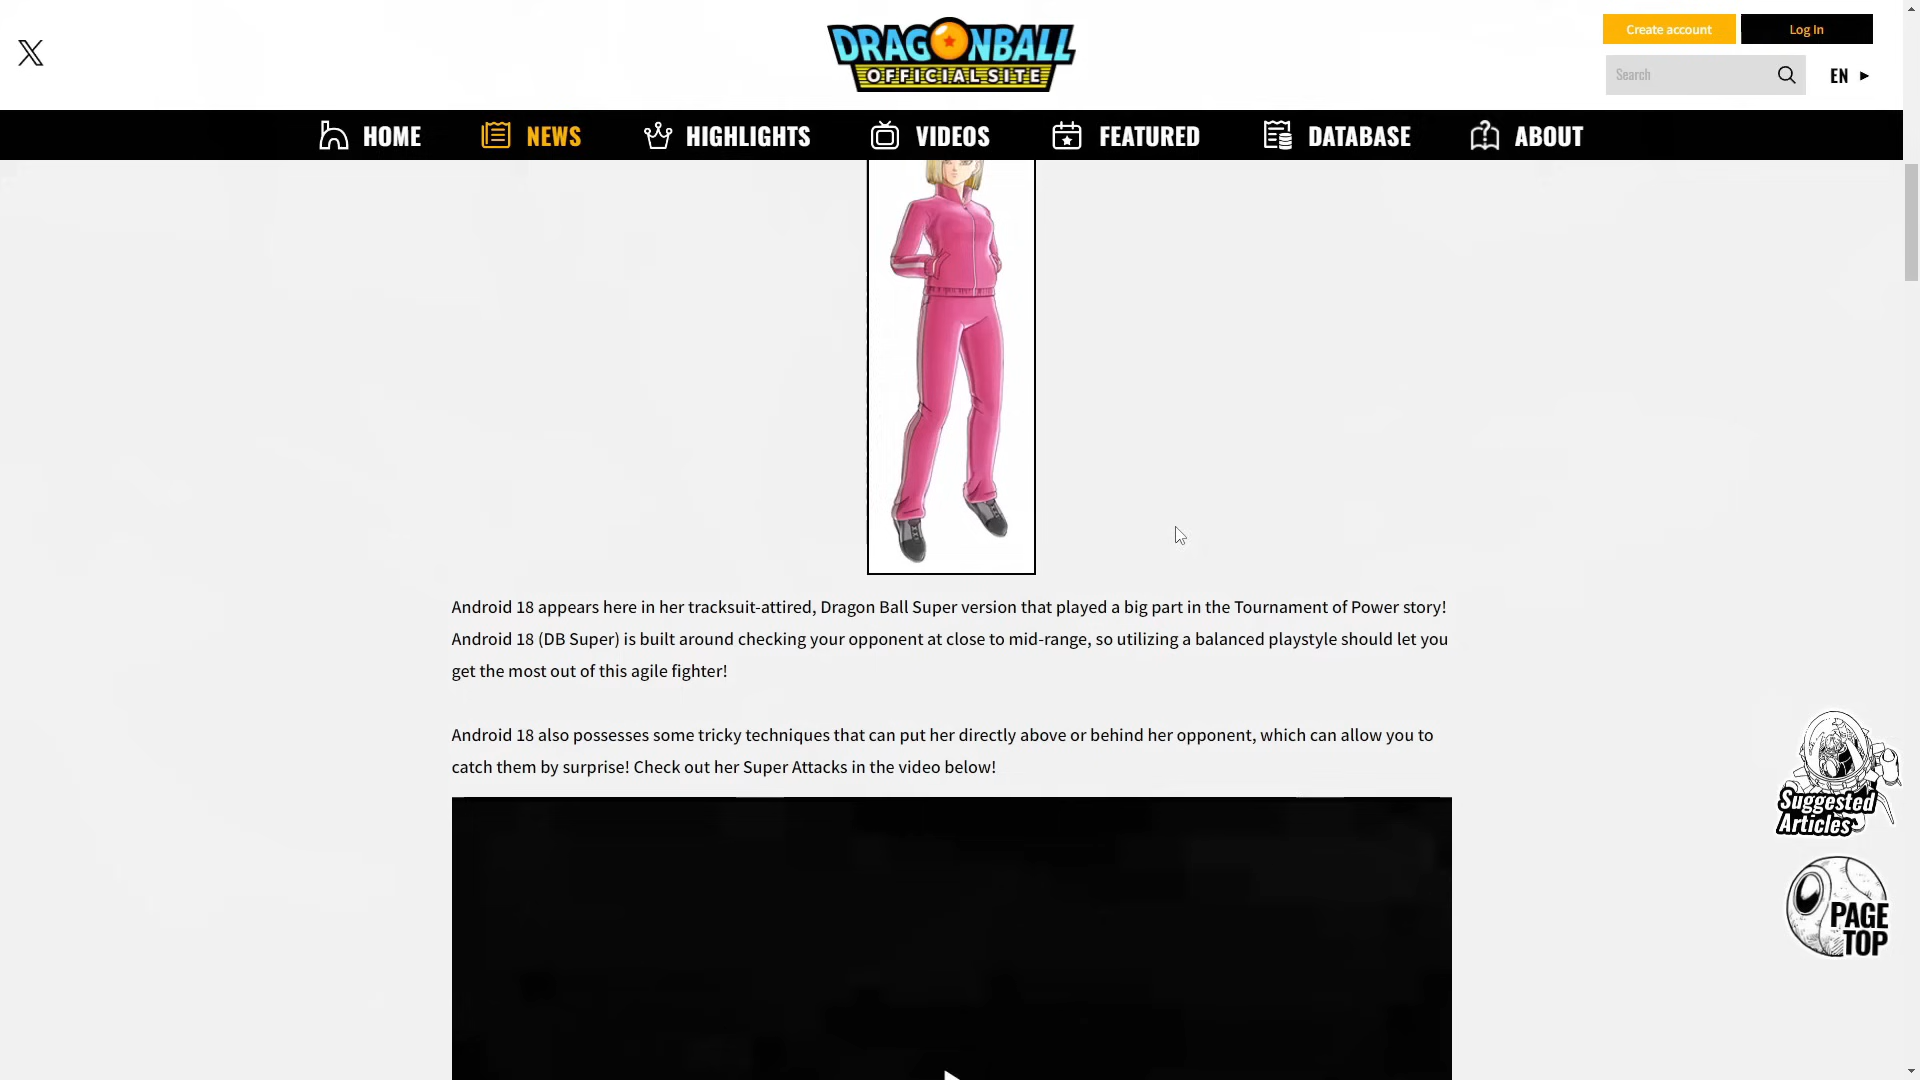 DRAGONBALL
OFFICIAL SITE
Create account
Log In
Search
EN
HOME
NEWS
HIGHLIGHTS
VIDEOS
FEATURED
DATABASE
ABOUT
Android 18 appears here in her tracksuit-attired, Dragon Ball Super version that played a big part in the Tournament of Power story!
Android 18 (DB Super) is built around checking your opponent at close to mid-range, so utilizing a balanced playstyle should let you
get the most out of this agile fighter!
Android 18 also possesses some tricky techniques that can put her directly above or behind her opponent, which can allow you to
catch them by surprise! Check out her Super Attacks in the video below!
Suggested
Articles
PAGE
TOP